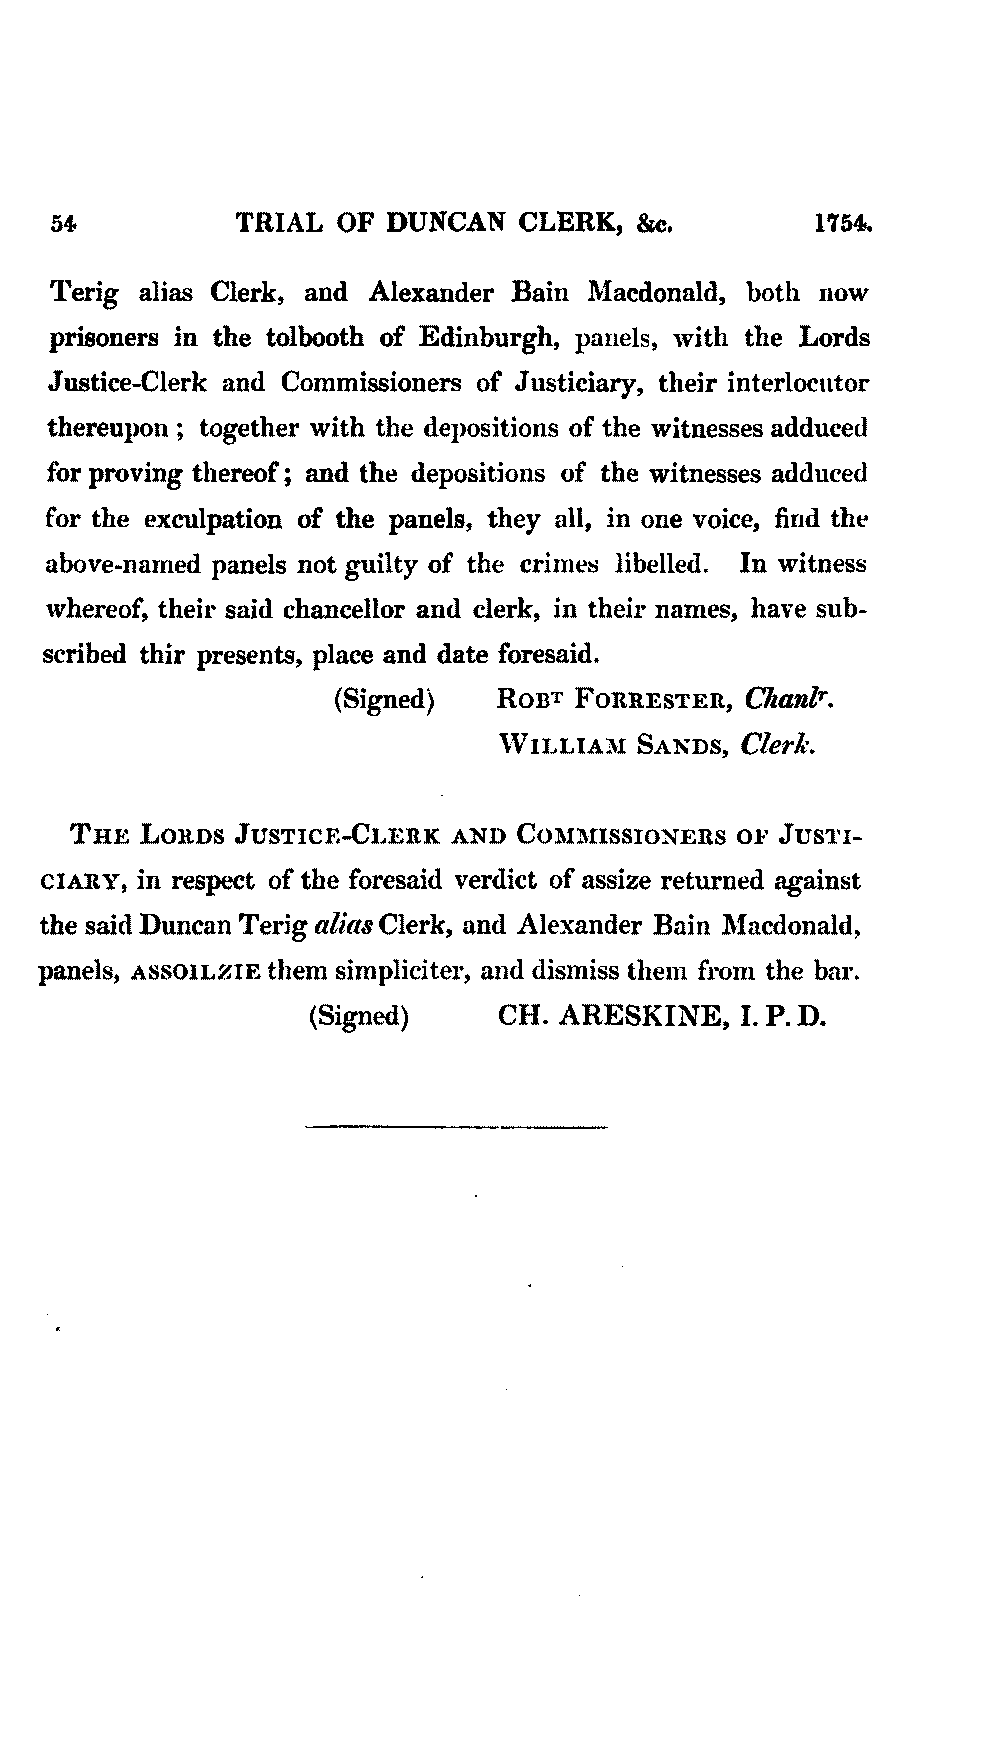 54 TRIAL OF DUNCAN CLERK, &c. 1754.
Terig alias Clerk, and Alexander Bain Macdonald, both now
prisoners in the tolbooth of Edinburgh, panels, with the Lords
Justice-Clerk and Commissioners of Justiciary, their interlocutor
thereupon ; together with the depositions of the witnesses adduced
for proving thereof; and the depositions of the witnesses adduced
for the exculpation of the panels, they all, in one voice, find the
above-named panels not guilty of the crimes libelled. In witness
whereof, their said chancellor and clerk, in their names, have sub-
scribed thir presents, place and date foresaid.
(Signed) ROBT FORRESTER, Chanlr.
WILLIAM SANDS, Clerk.
THE LORDS JUSTICE-CLERK AND COMMISSIONERS OF JUSTI-
CIARY, in respect of the foresaid verdict of assize returned against
the said Duncan Terig alias Clerk, and Alexander Bain Macdonald,
panels, ASSOILZIE them simpliciter, and dismiss them from the bar.
(Signed) CH. ARESKINE, I. P. D.